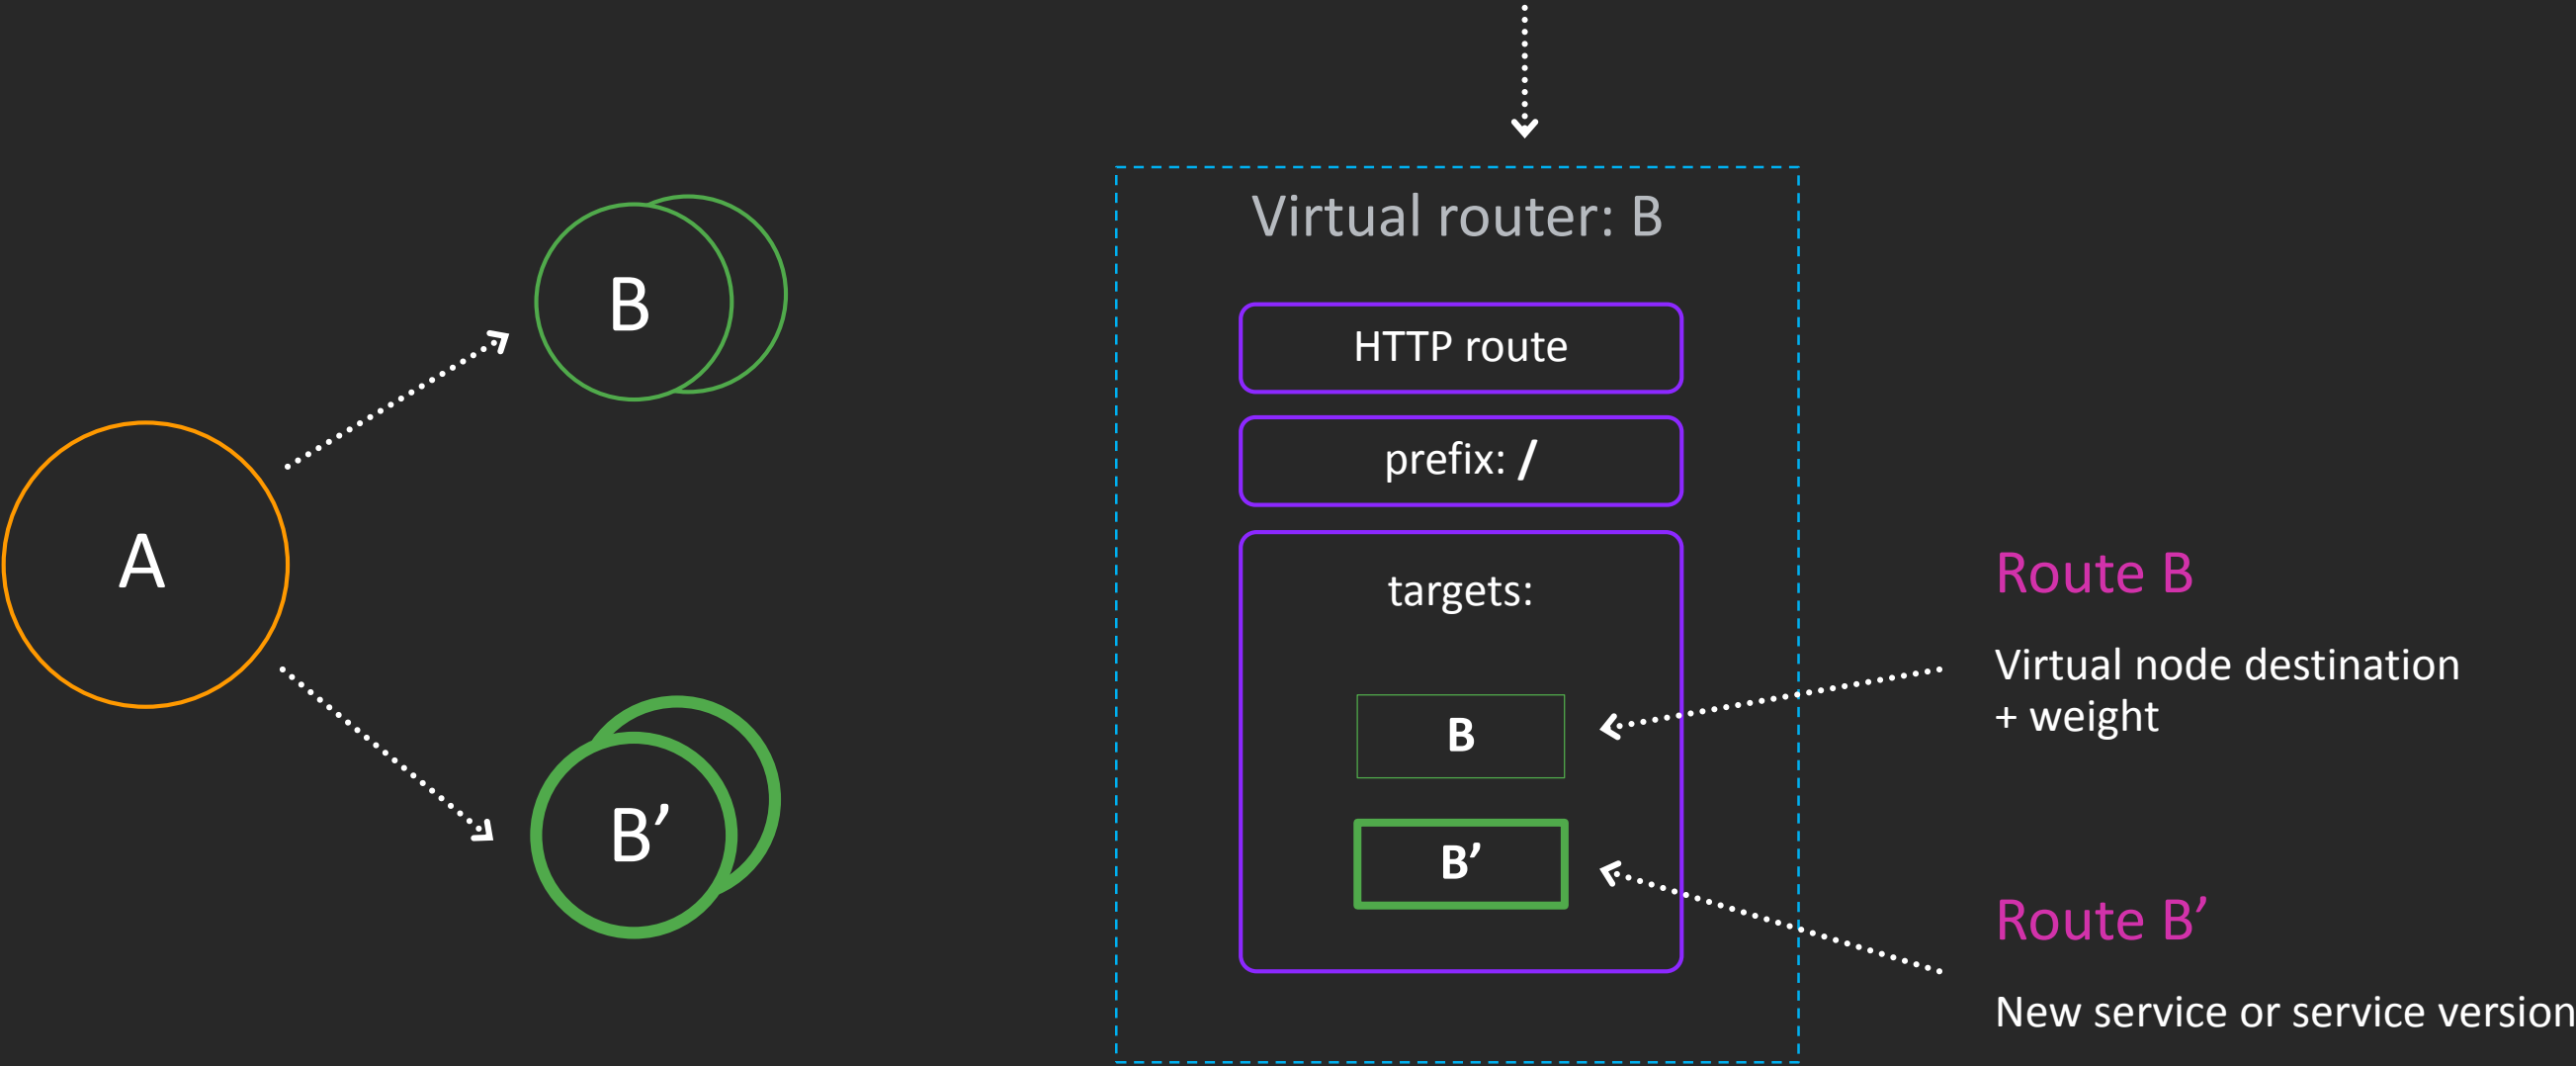 A
B
B’
Virtual router: B
HTTP route
prefix: /
targets:
B
B’
Route B
Virtual node destination
+ weight
Route B’
New service or service version